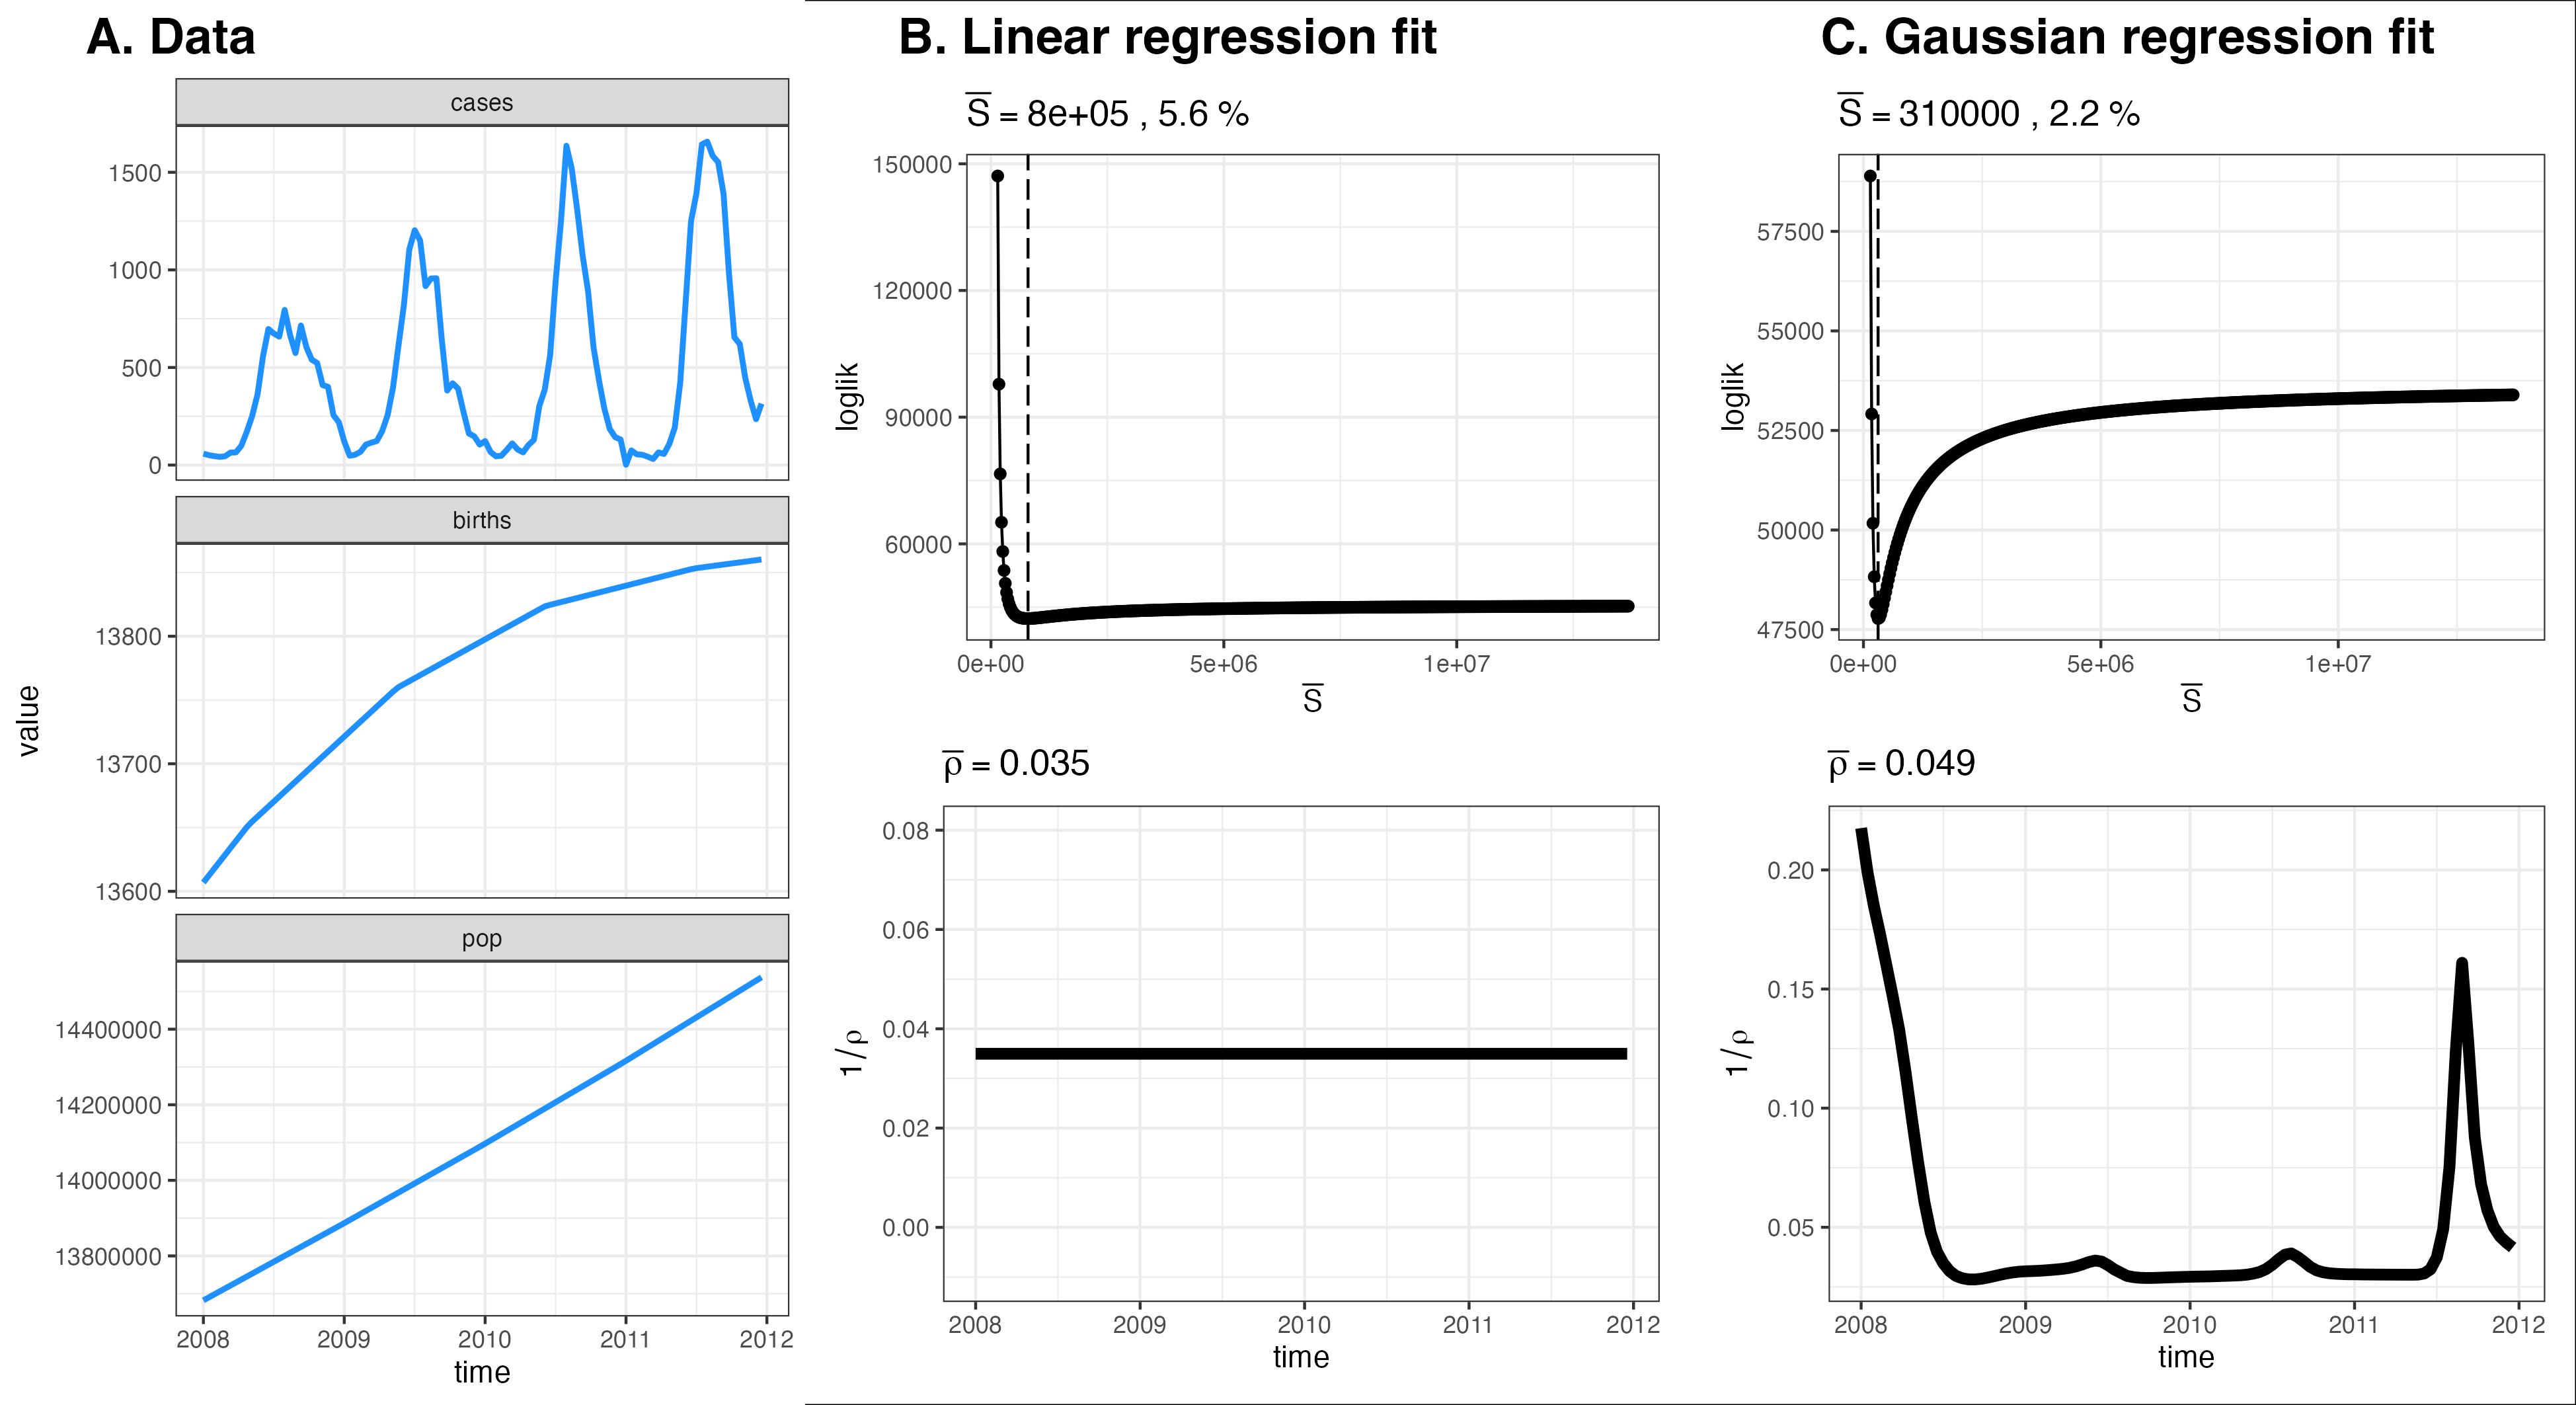 A. Data
cases
1500
1000
500
0
births
13800
13700
13600
pop
14400000
14200000
14000000
13800000
2008 2009 2010 2011 2012
time
value
B. Linear regression fit
S̅ = 8e+05 , 5.6 %
150000
120000
90000
60000
loglik
0e+00 5e+06 1e+07
S̅
ρ̅ = 0.035
0.08
0.06
0.04
0.02
0.00
1/ρ
2008 2009 2010 2011 2012
time
C. Gaussian regression fit
S̅ = 310000 , 2.2 %
57500
55000
52500
50000
47500
loglik
0e+00 5e+06 1e+07
S̅
ρ̅ = 0.049
0.20
0.15
0.10
0.05
1/ρ
2008 2009 2010 2011 2012
time